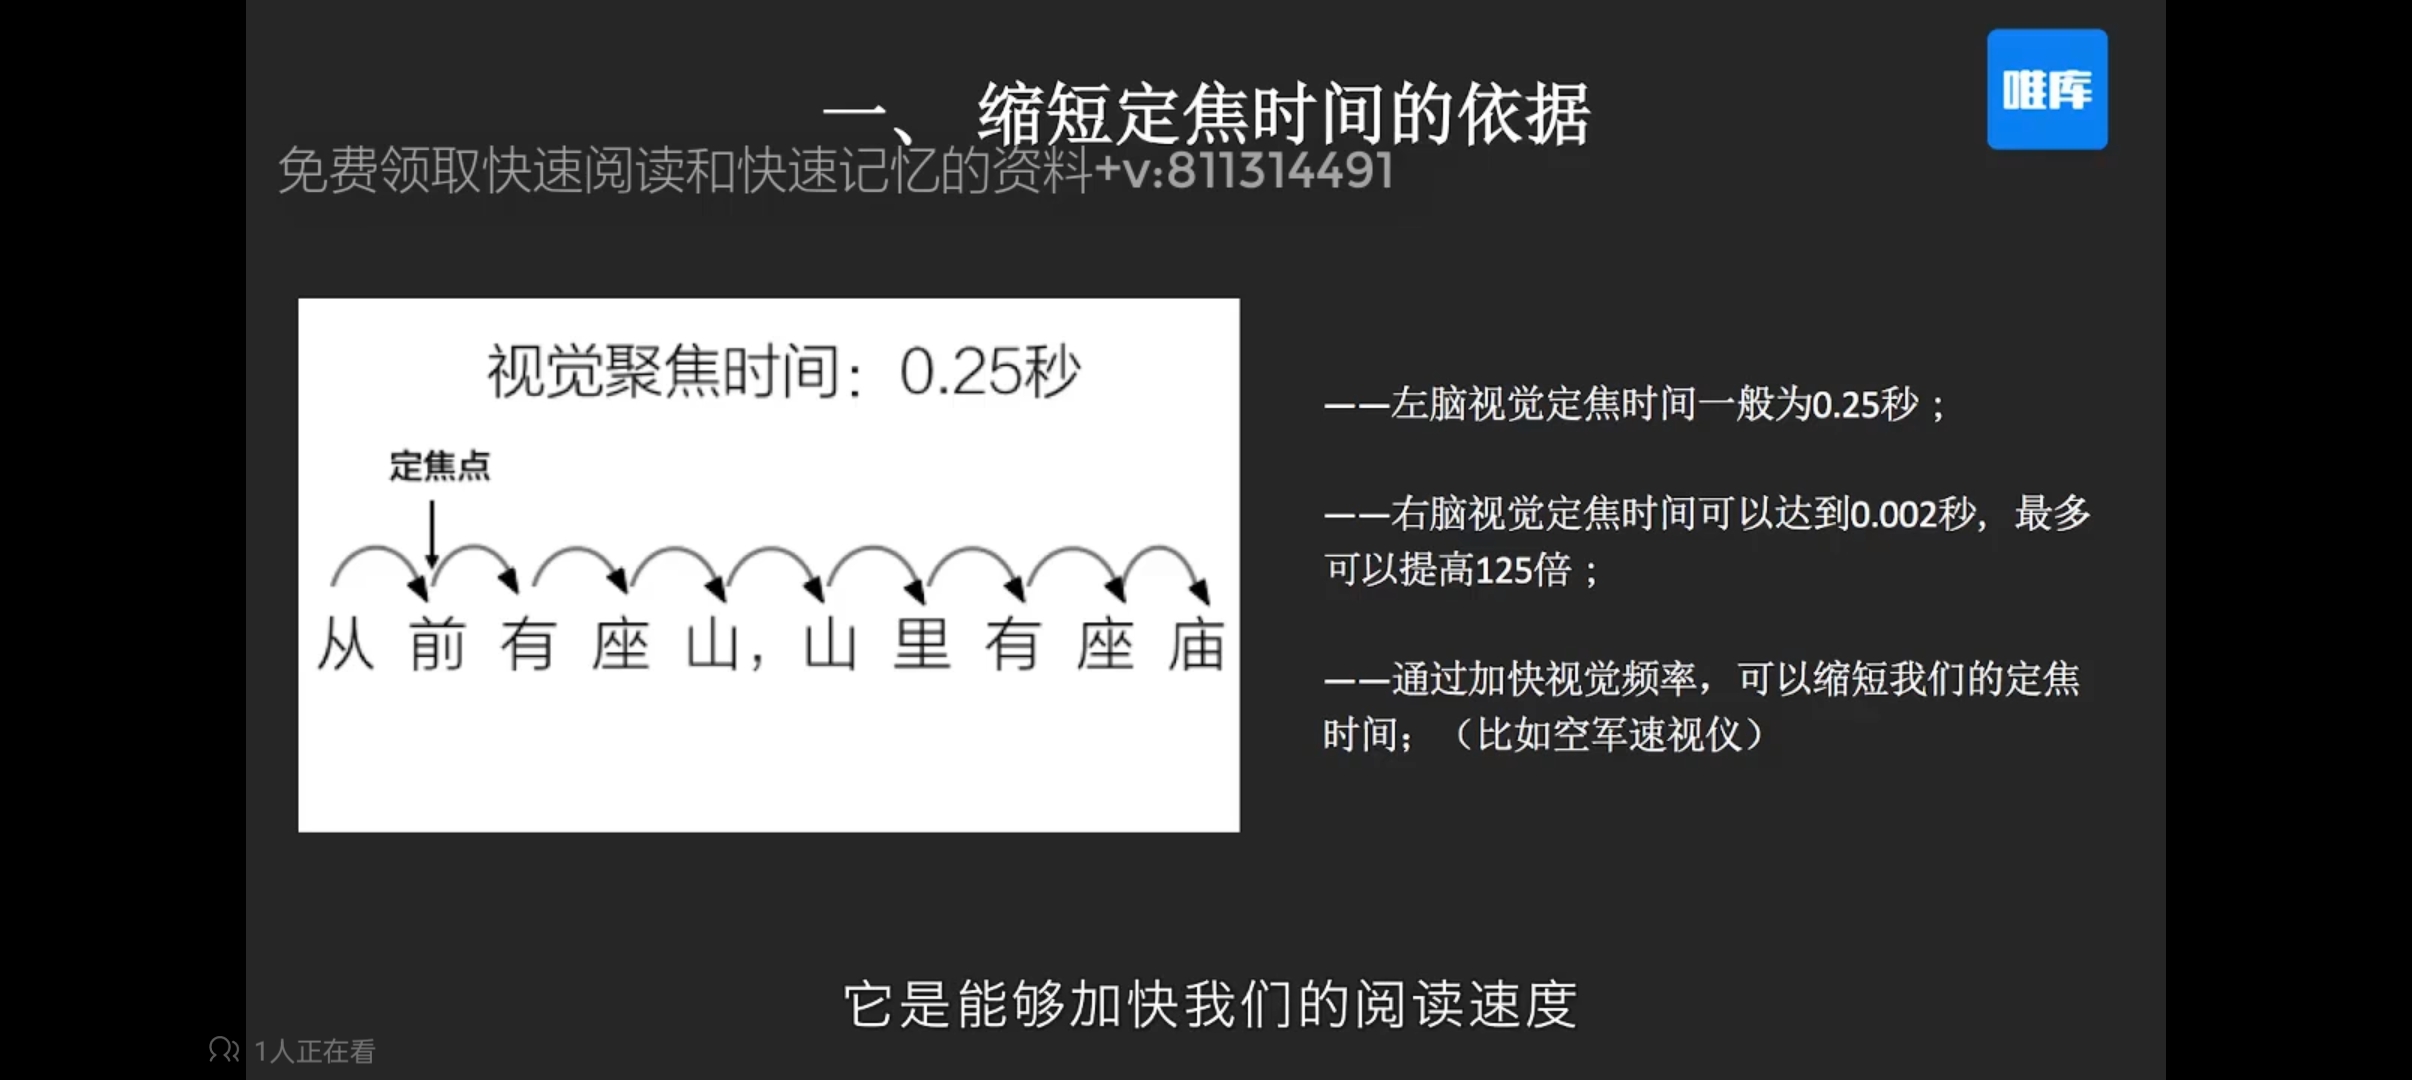 一、 缩短定焦时间的依据
唯库
免费领取快速阅读和快速记忆的资料+v:811314491
视觉聚焦时间：0.25秒
定焦点
从前有座山，山里有座庙
——左脑视觉定焦时间一般为0.25秒；
——右脑视觉定焦时间可以达到0.002秒，最多
可以提高125倍；
——通过加快视觉频率，可以缩短我们的定焦
时间；（比如空军速视仪）
它是能够加快我们的阅读速度
1人正在看